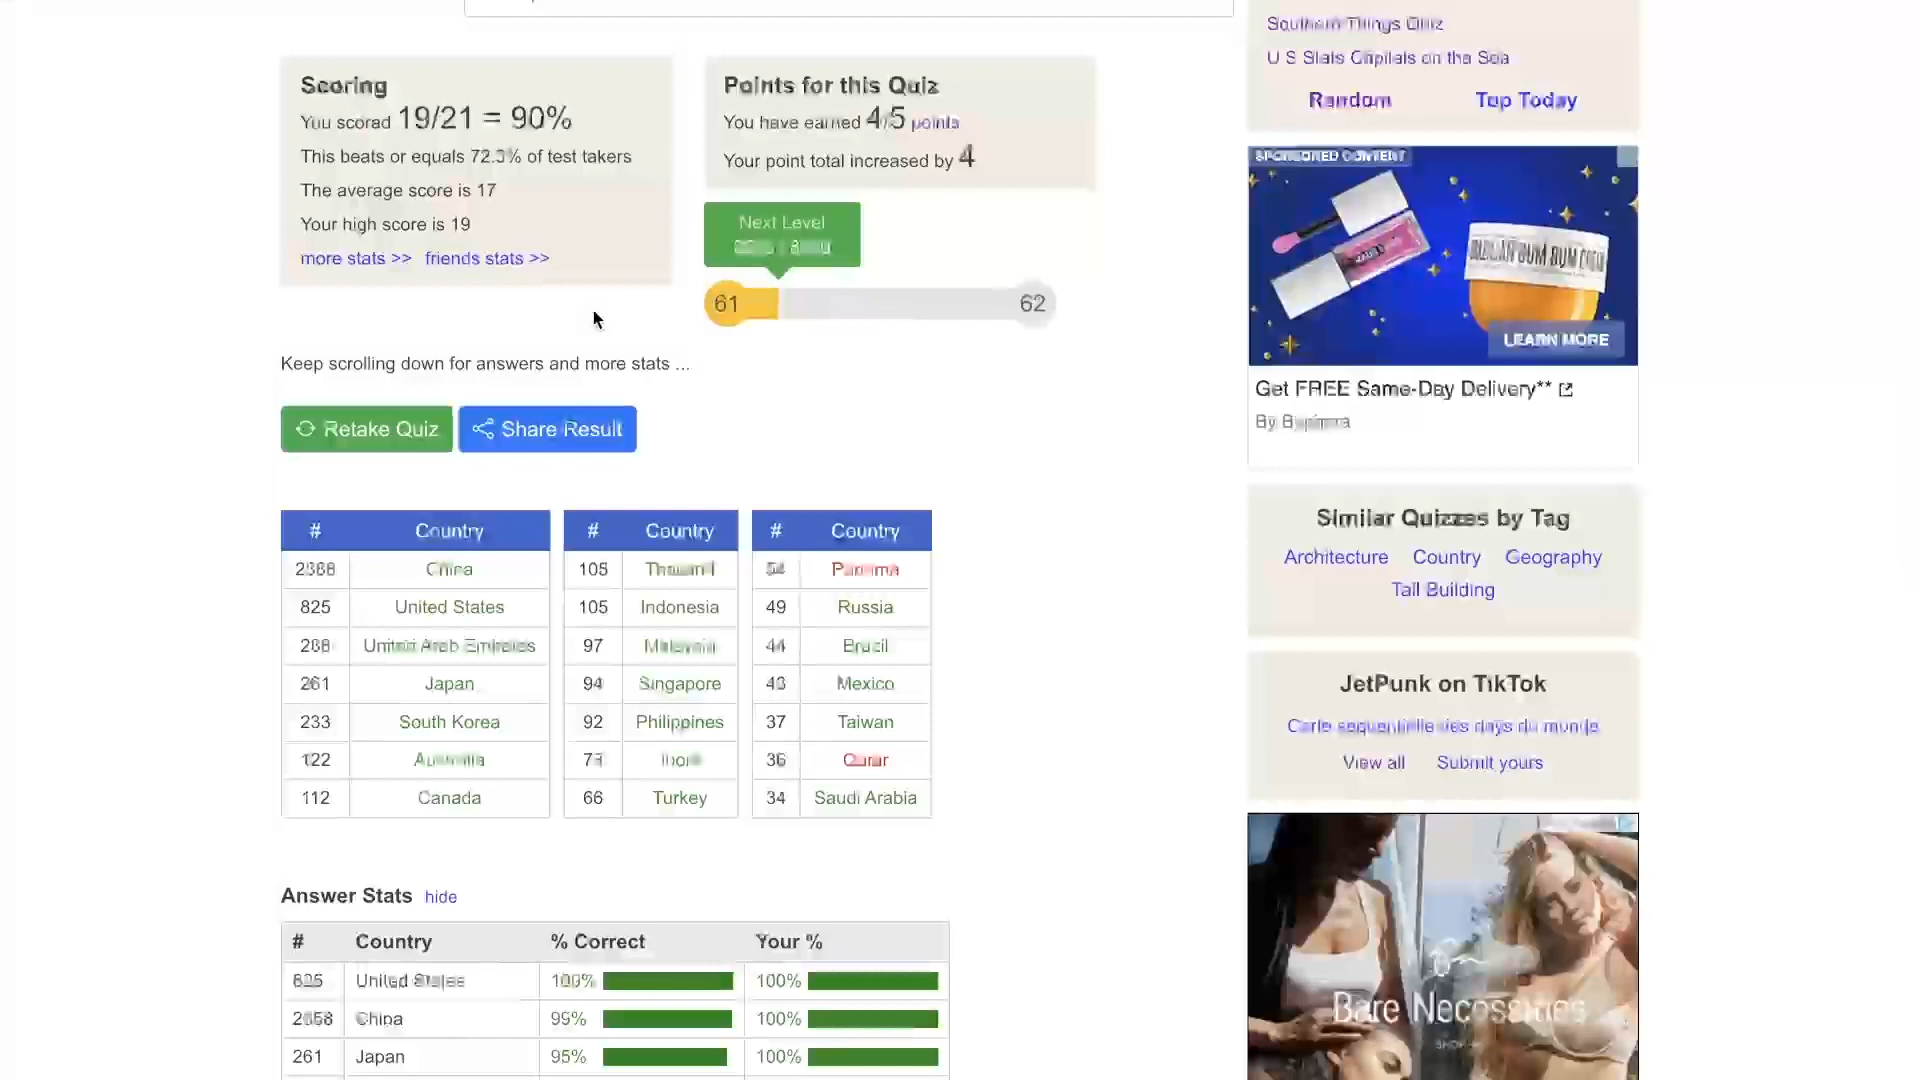 Southern Things Quiz
U S State Capitals on the Sea
Random Top Today
Scoring
You scored 19/21 = 90%
This beats or equals 72.3% of test takers
The average score is 17
Your high score is 19
more stats >> friends stats >>
Points for this Quiz
You have earned 4/5 points
Your point total increased by 4
Next Level
61 62
Keep scrolling down for answers and more stats ...
Retake Quiz Share Result
SPONSORED CONTENT
LEARN MORE
Get FREE Same-Day Delivery**
By
# Country # Country # Country
China 105 Panama
825 United States 105 Indonesia 49 Russia
288 United Arab Emirates 97 Malaysia 44 Brazil
261 Japan 94 Singapore 43 Mexico
233 South Korea 92 Philippines 37 Taiwan
122 Australia 36 Qatar
112 Canada 66 Turkey 34 Saudi Arabia
Similar Quizzes by Tag
Architecture Country Geography
Tall Building
JetPunk on TikTok
View all Submit yours
Answer Stats hide
# Country % Correct Your %
United States 100% 100%
China 99% 100%
261 Japan 95% 100%
Bare Necessities